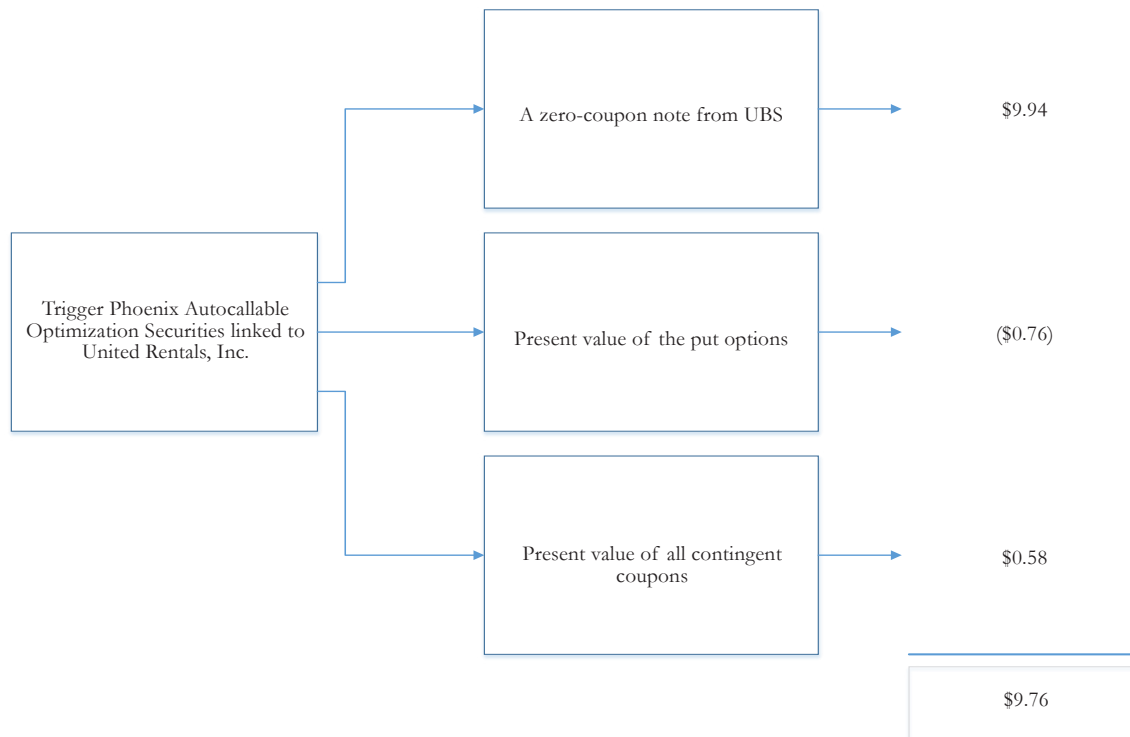 A zero-coupon note from UBS
$9.94
Trigger Phoenix Autocallable
Optimization Securities linked to
United Rentals, Inc.
Present value of the put options
($0.76)
Present value of all contingent
coupons
$0.58
$9.76